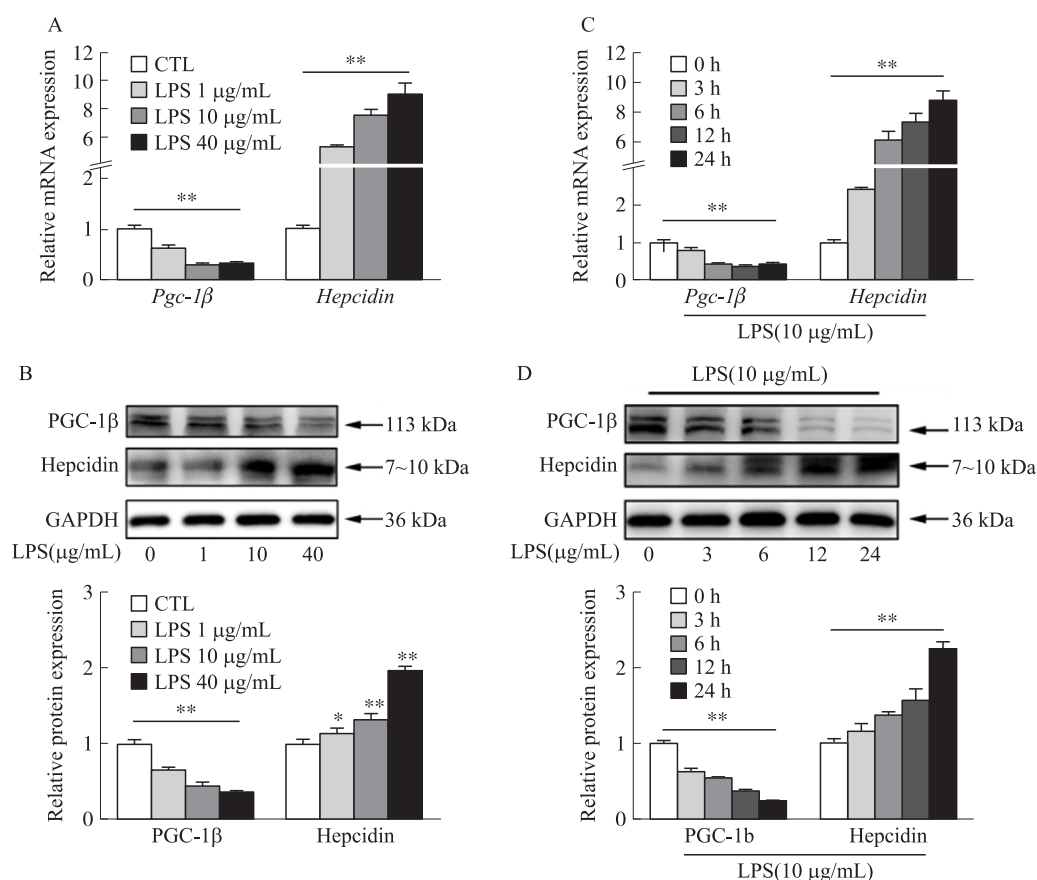 A
Relative mRNA expression
12
10
8
6
2
1
0
CTL
LPS 1 μg/mL
LPS 10 μg/mL
LPS 40 μg/mL
**
**
Pgc-1β
Hepcidin
C
Relative mRNA expression
12
10
8
6
2
1
0
0 h
3 h
6 h
12 h
24 h
**
**
Pgc-1β
Hepcidin
LPS(10 μg/mL)
B
PGC-1β
113 kDa
Hepcidin
7~10 kDa
GAPDH
36 kDa
LPS(μg/mL) 0 1 10 40
Relative protein expression
3
2
1
0
CTL
LPS 1 μg/mL
LPS 10 μg/mL
LPS 40 μg/mL
**
*
**
**
PGC-1β
Hepcidin
D
LPS(10 μg/mL)
PGC-1β
113 kDa
Hepcidin
7~10 kDa
GAPDH
36 kDa
LPS(μg/mL) 0 3 6 12 24
Relative protein expression
3
2
1
0
0 h
3 h
6 h
12 h
24 h
**
**
PGC-1b
Hepcidin
LPS(10 μg/mL)